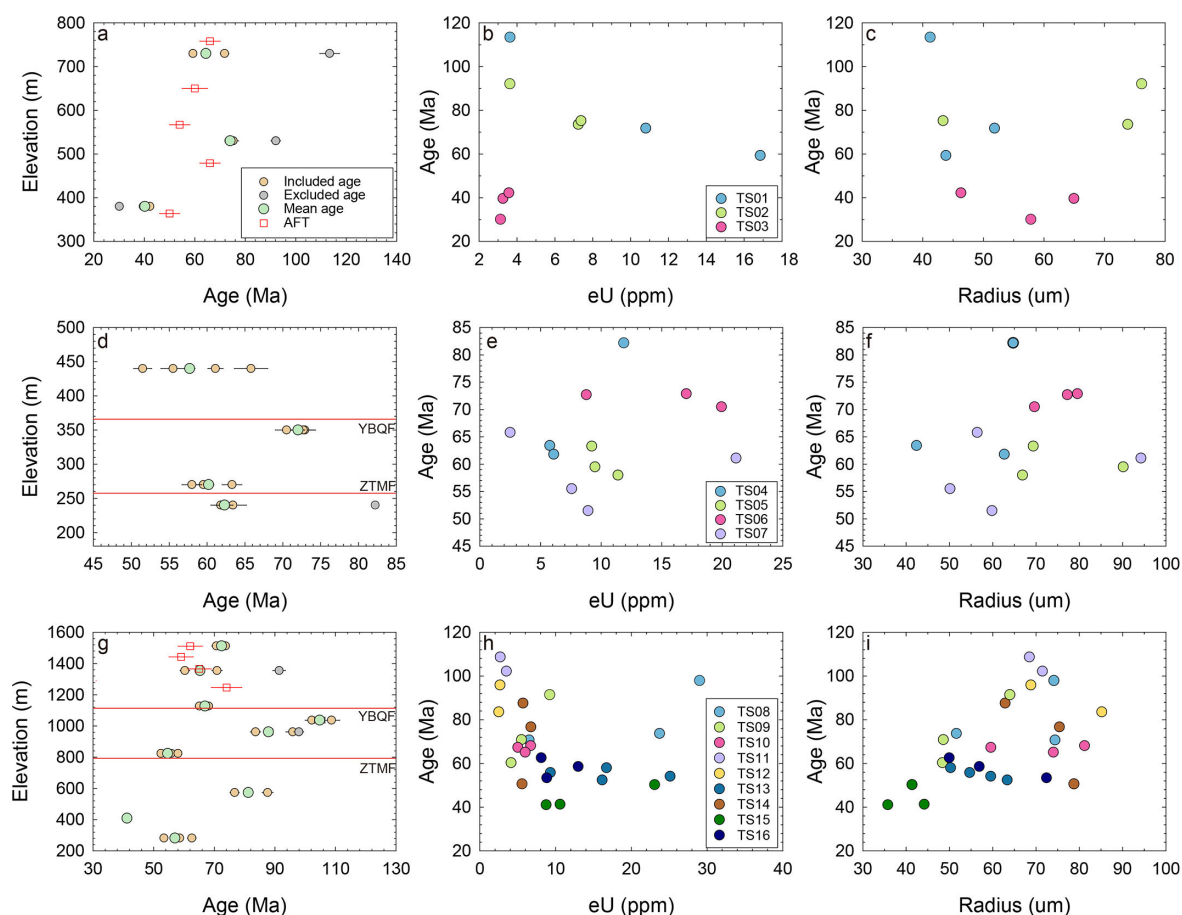 a
Elevation (m)
800
700
600
500
400
300
Included age
Excluded age
Mean age
AFT
20 40 60 80 100 120 140
Age (Ma)
b
Age (Ma)
120
100
80
60
40
20
TS01
TS02
TS03
2 4 6 8 10 12 14 16 18
eU (ppm)
c
Age (Ma)
120
100
80
60
40
20
30 40 50 60 70 80
Radius (um)
d
Elevation (m)
500
450
400
350
300
250
200
YBQF
ZTMF
45 45 55 60 65 70 75 85 85
Age (Ma)
e
Age (Ma)
85
80
75
70
65
60
55
50
45
TS04
TS05
TS06
TS07
0 5 10 15 20 25
eU (ppm)
f
Age (Ma)
85
80
75
70
65
60
55
50
45
30 40 50 60 70 80 90 100
Radius (um)
g
Elevation (m)
1600
1400
1200
1000
800
600
400
200
YBQF
ZTMF
30 50 70 90 110 130
Age (Ma)
h
Age (Ma)
120
100
80
60
40
20
0
TS08
TS09
TS10
TS11
TS12
TS13
TS14
TS15
TS16
0 10 20 30 40
eU (ppm)
i
Age (Ma)
120
100
80
60
40
20
0
30 40 50 60 70 80 90 100
Radius (um)